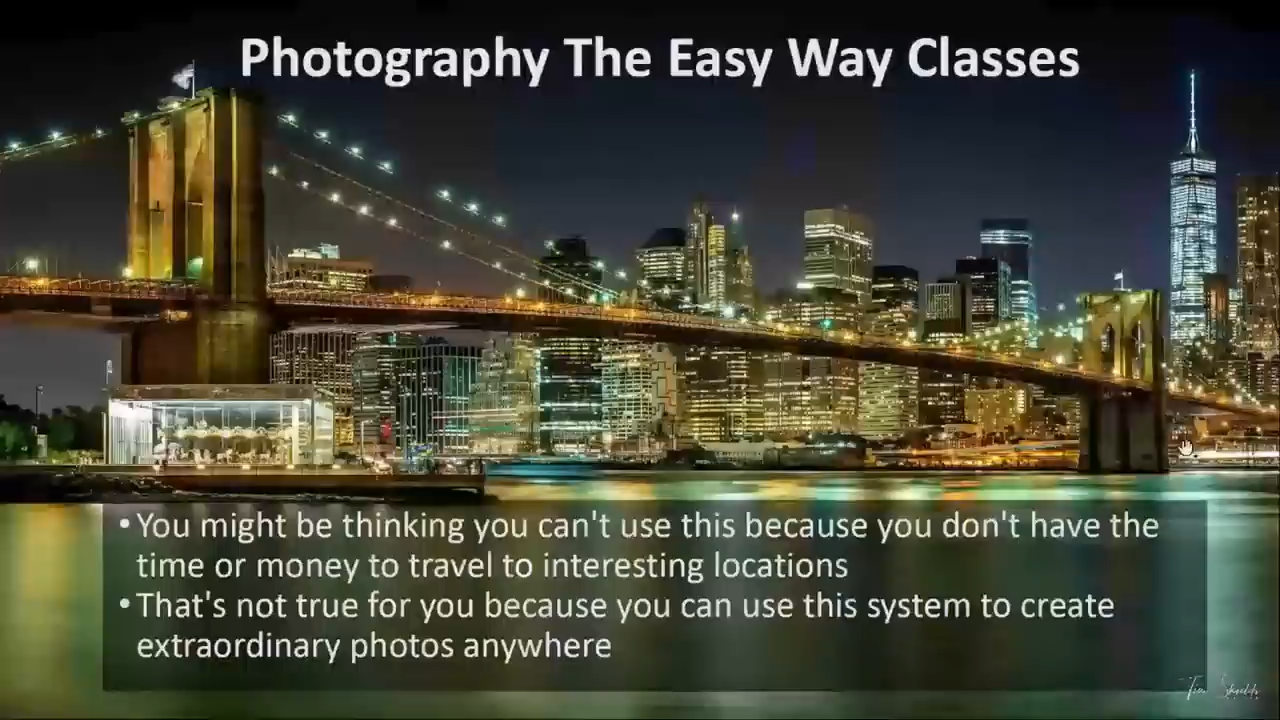 Photography The Easy Way Classes
• You might be thinking you can't use this because you don't have the
time or money to travel to interesting locations
• That's not true for you because you can use this system to create
extraordinary photos anywhere